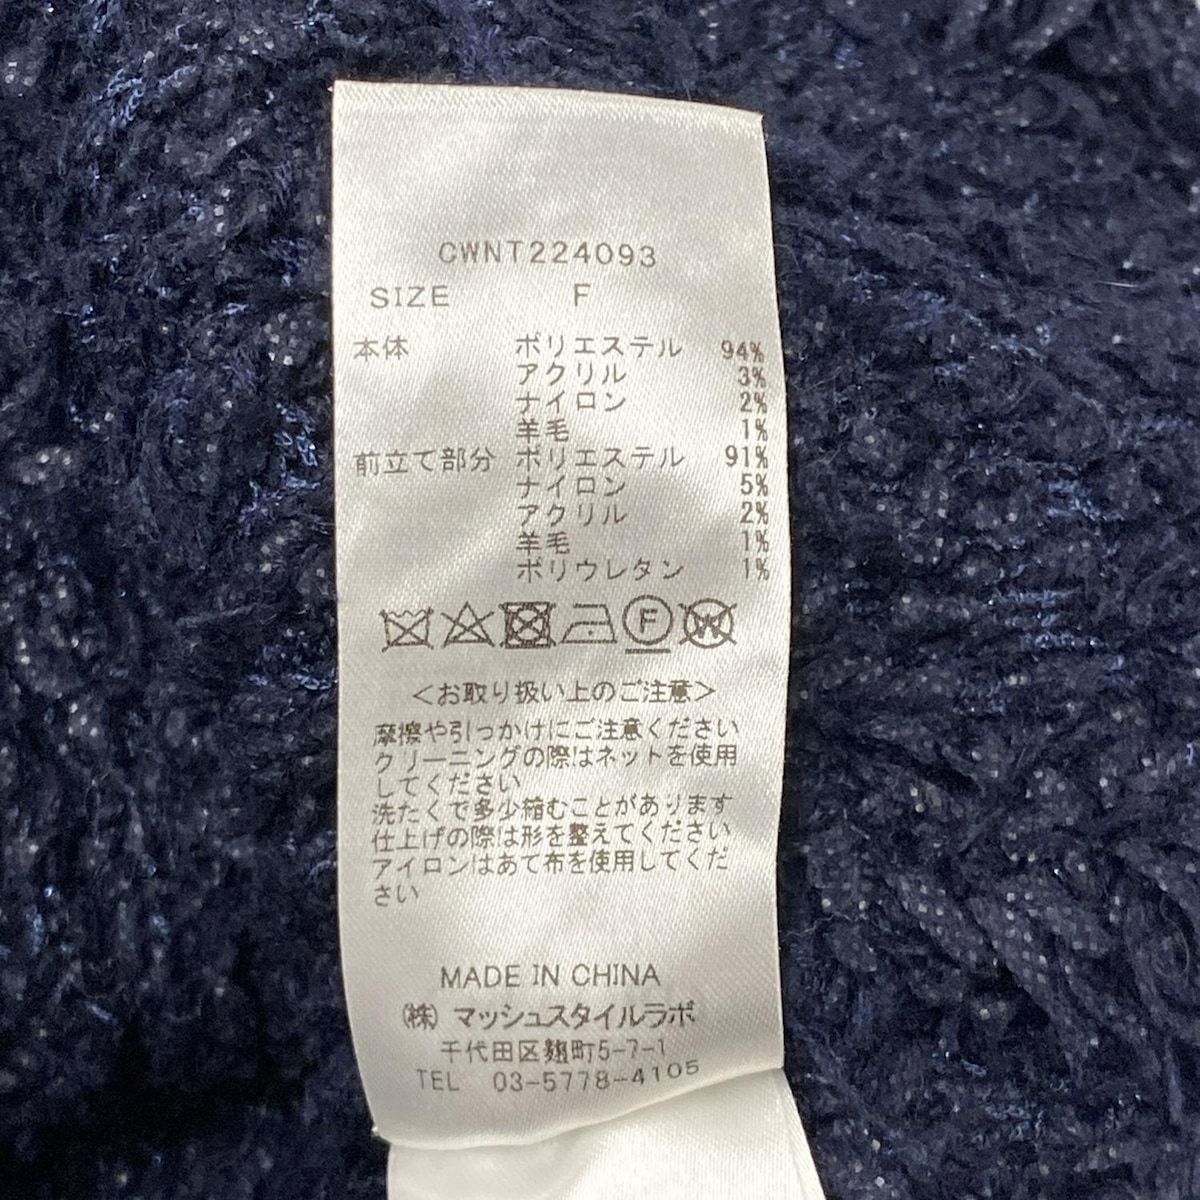 CWNT224093
SIZE F
本体 ポリエステル 94%
アクリル 3%
ナイロン 2%
羊毛 1%
前立て部分 ポリエステル 91%
ナイロン 5%
アクリル 2%
羊毛 1%
ポリウレタン 1%
F W
<お取り扱い上のご注意>
摩擦や引っかけにご注意ください
クリーニングの際はネットを使用
してください
洗たくで多少縮むことがあります
仕上げの際は形を整えてください
アイロンはあて布を使用してくだ
さい
MADE IN CHINA
(株) マッシュスタイルラボ
千代田区麹町5-7-1
TEL 03-5778-4105